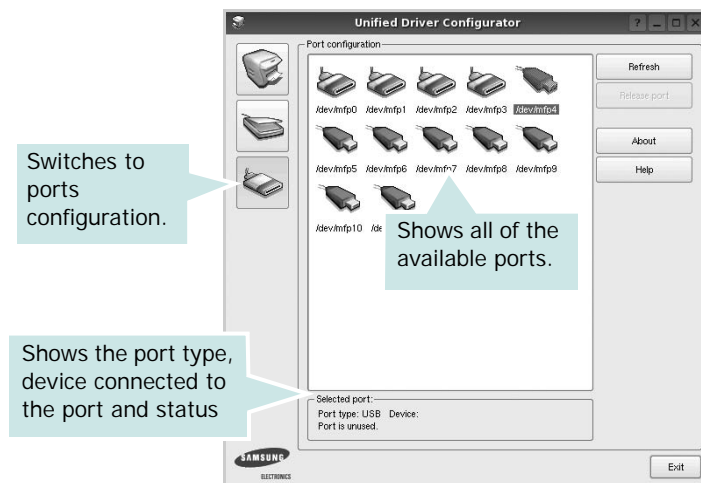 Unified Driver Configurator
Port configuration
/dev/mfp0 /dev/mfp1 /dev/mfp2 /dev/mfp3 /dev/mfp4
/dev/mfp5 /dev/mfp6 /dev/mfp7 /dev/mfp8 /dev/mfp9
/dev/mfp10
Refresh
Release port
About
Help
Switches to
ports
configuration.
Shows all of the
available ports.
Shows the port type,
device connected to
the port and status
Selected port:
Port type: USB Device:
Port is unused.
SAMSUNG
ELECTRONICS
Exit